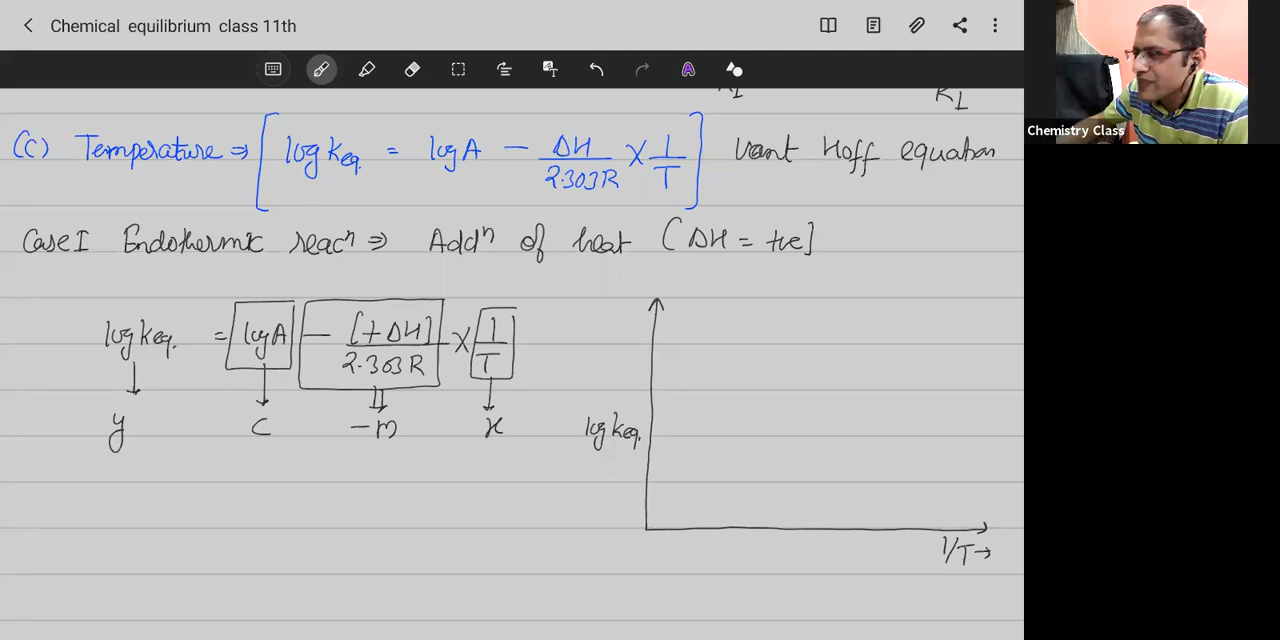 Chemical equilibrium class 11th
Chemistry Class
(C) Temperature ⇒ [log Keq. = log A − ΔH/2.303R × 1/T] vant Hoff equation
Case I Endothermic reacⁿ ⇒ Addⁿ of heat (ΔH = +ve]
log Keq. = log A − [+ΔH]/2.303R × 1/T
y C −m x
log Keq.
1/T →